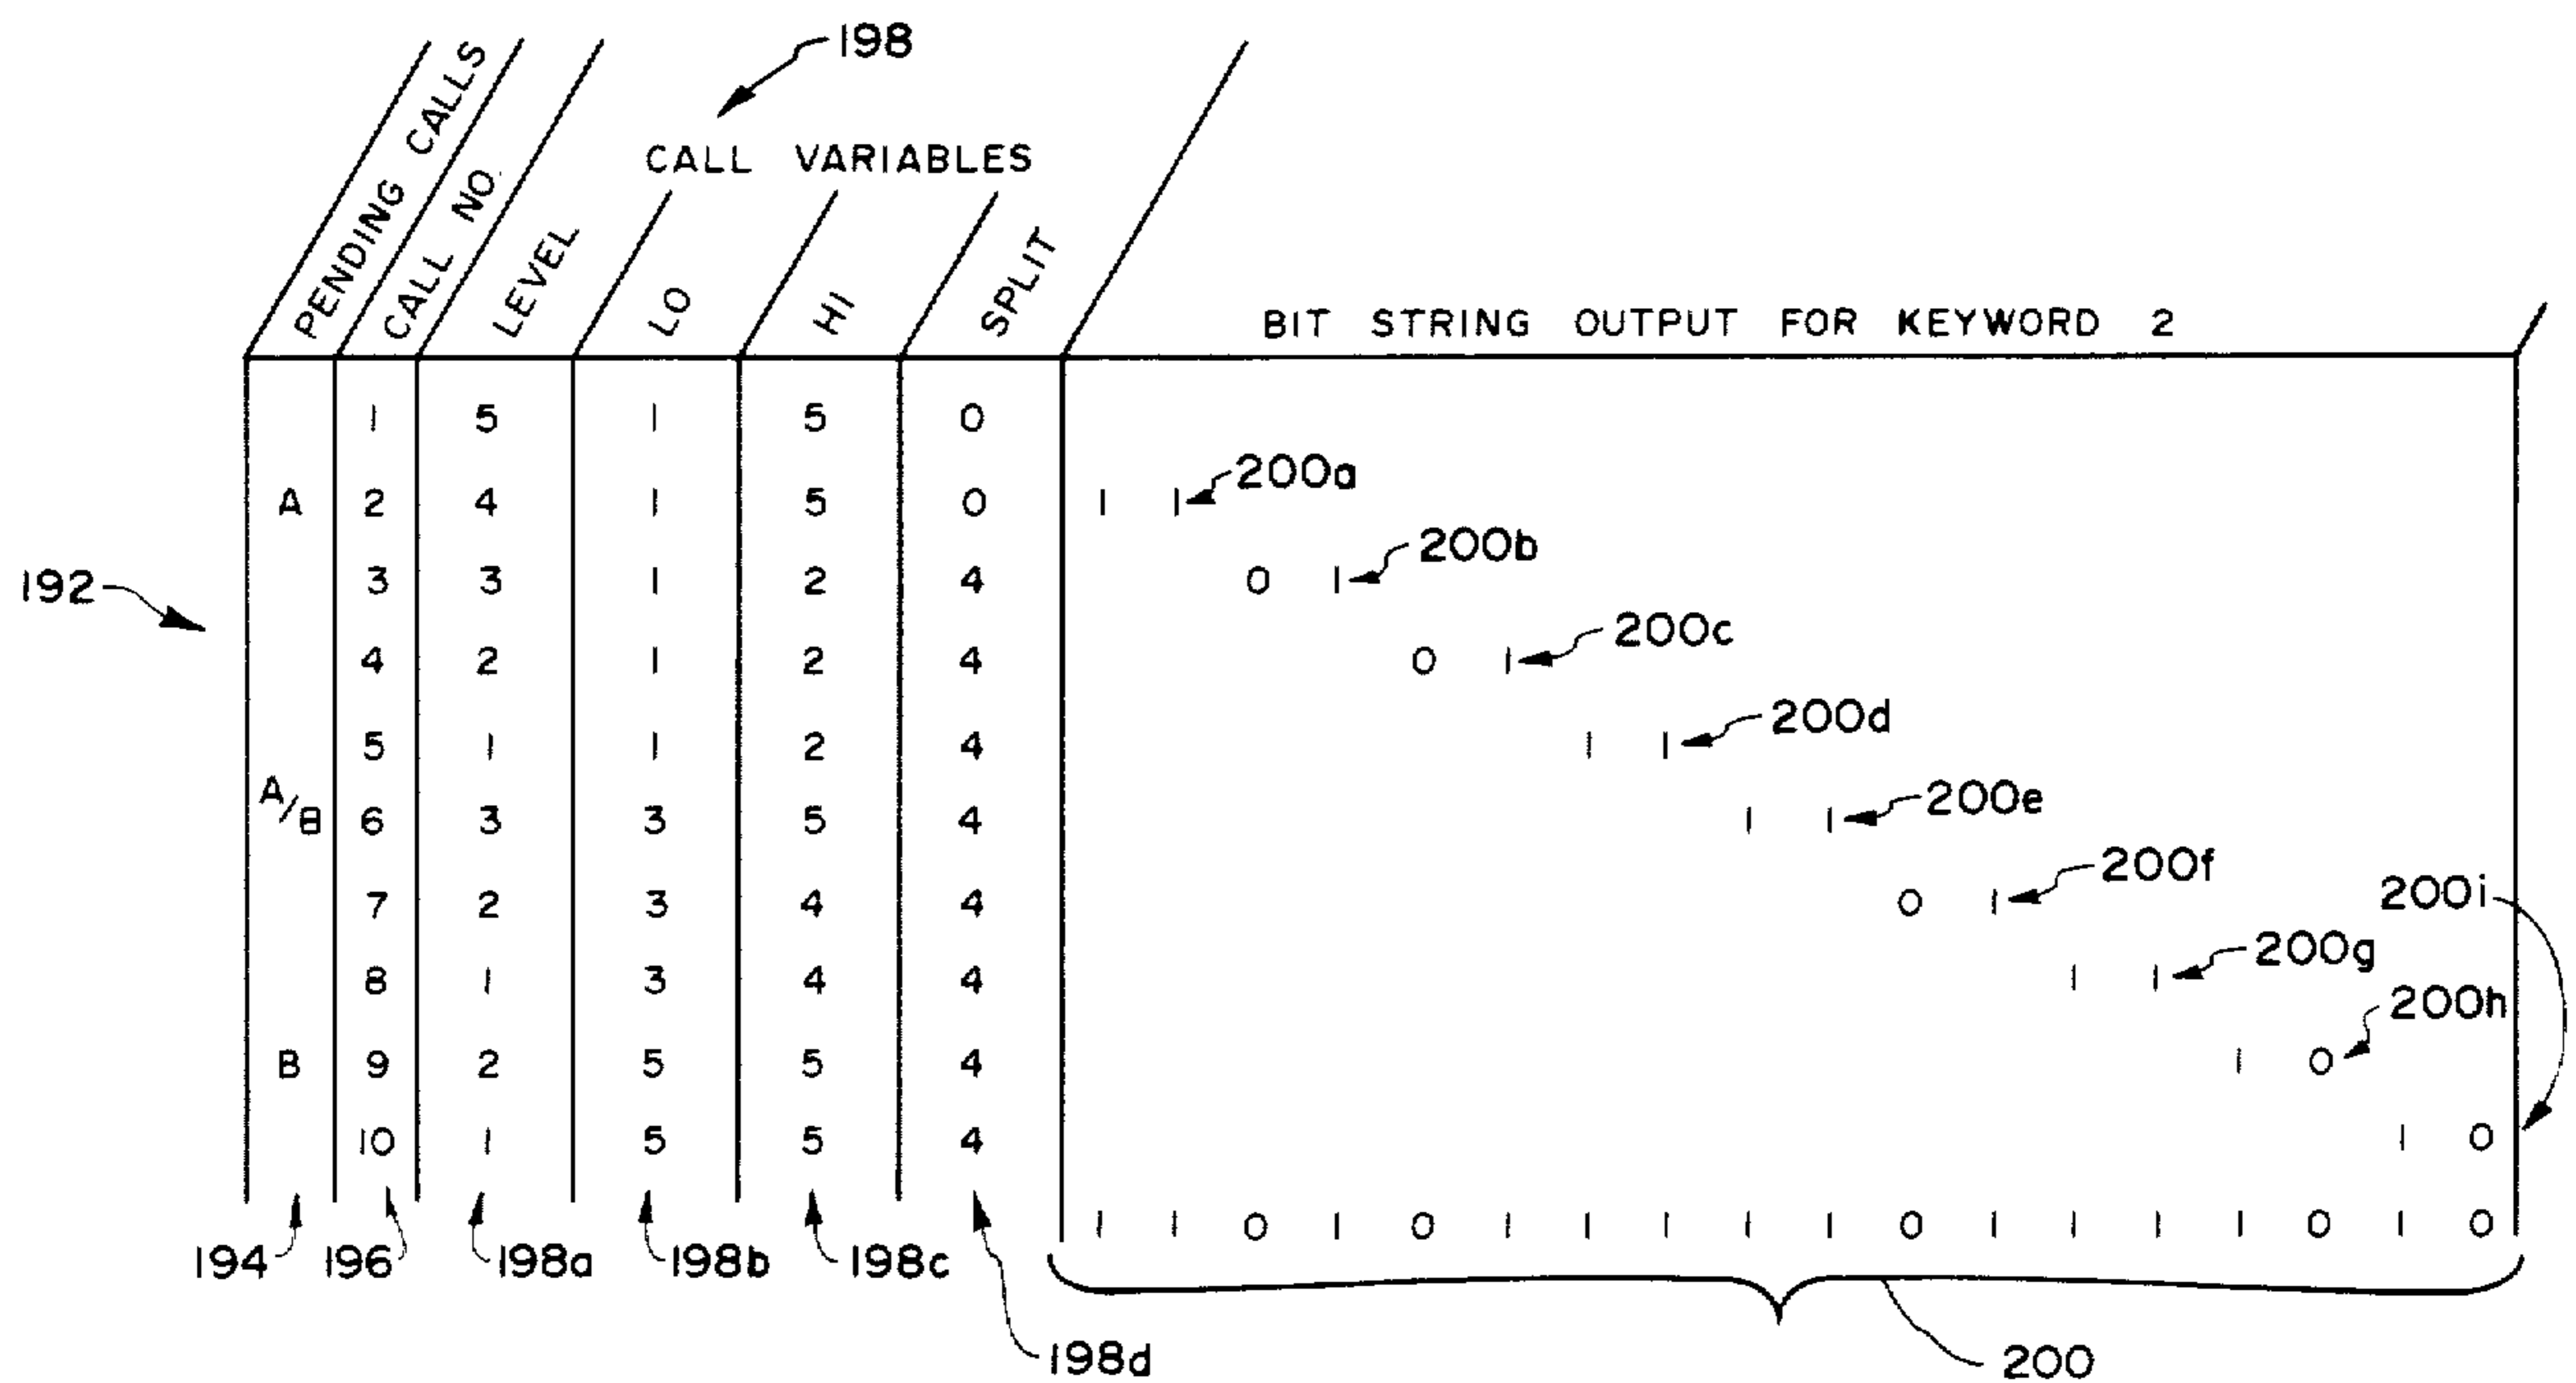 198
CALL VARIABLES
PENDING CALLS
CALL NO.
LEVEL
LO
HI
SPLIT
BIT STRING OUTPUT FOR KEYWORD 2
1 5 1 5 0
200a
A 2 4 1 5 0 1 1
200b
192
3 3 1 2 4 0 1
200c
4 2 1 2 4 0 1
200d
5 1 1 2 4 1 1
200e
A/B 6 3 3 5 4 1 1
200f
200i
7 2 3 4 4 0 1
200g
8 1 3 4 4 1 1
200h
B 9 2 5 5 4 1 0
10 1 5 5 4 1 0
1 1 0 1 0 1 1 1 1 1 0 1 1 1 1 0 1 0
194 196 198a 198b 198c
198d
200